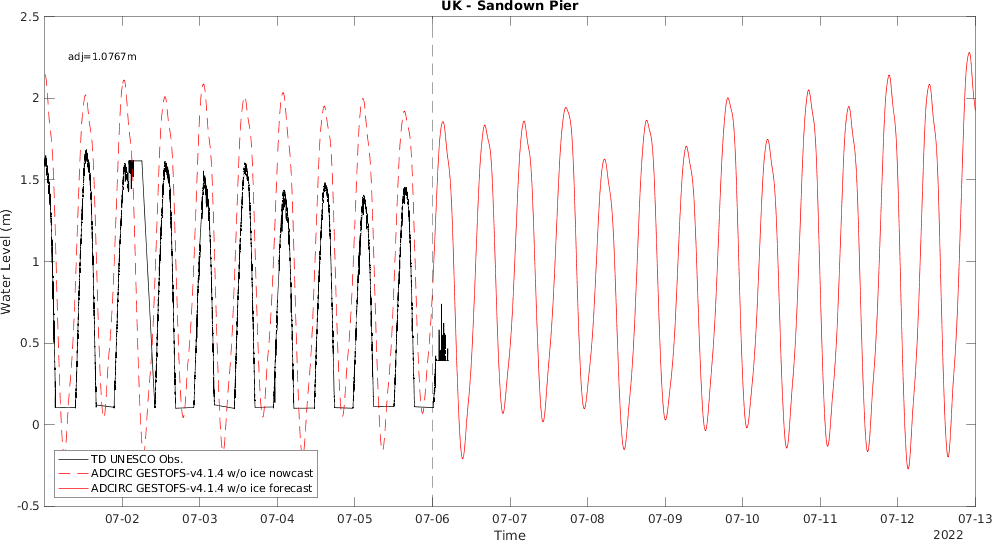 UK - Sandown Pier
2.5
2
1.5
1
0.5
0
-0.5
Water Level (m)
adj=1.0767m
TD UNESCO Obs.
ADCIRC GESTOFS-v4.1.4 w/o ice nowcast
ADCIRC GESTOFS-v4.1.4 w/o ice forecast
07-02 07-03 07-04 07-05 07-06 07-07 07-08 07-09 07-10 07-11 07-12 07-13
Time
2022